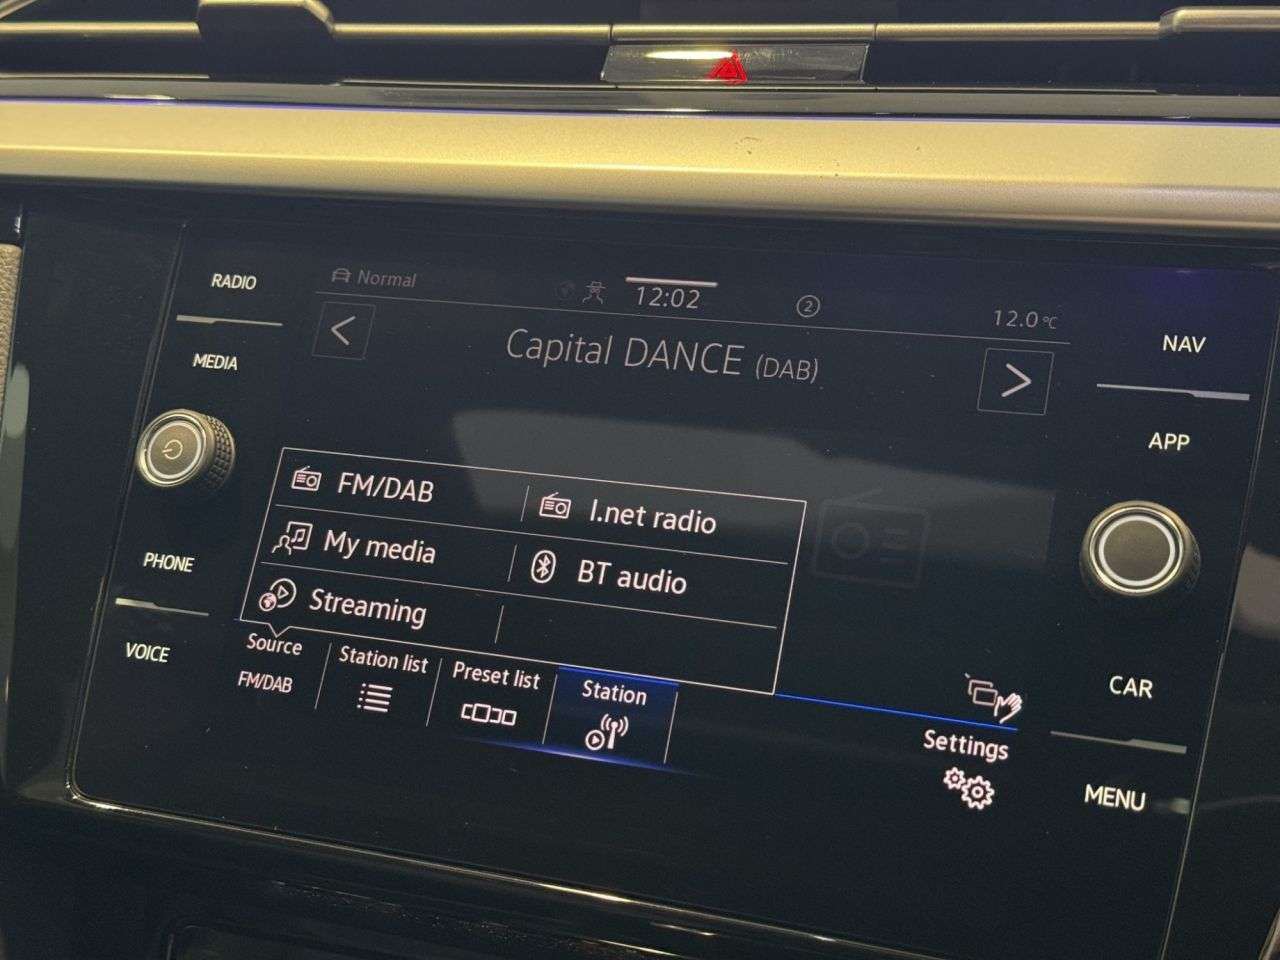 RADIO
Normal
12:02
2
12.0°C
MEDIA
Capital DANCE (DAB)
NAV
APP
FM/DAB
I.net radio
My media
BT audio
Streaming
PHONE
VOICE
Source
FM/DAB
Station list
Preset list
Station
Settings
CAR
MENU